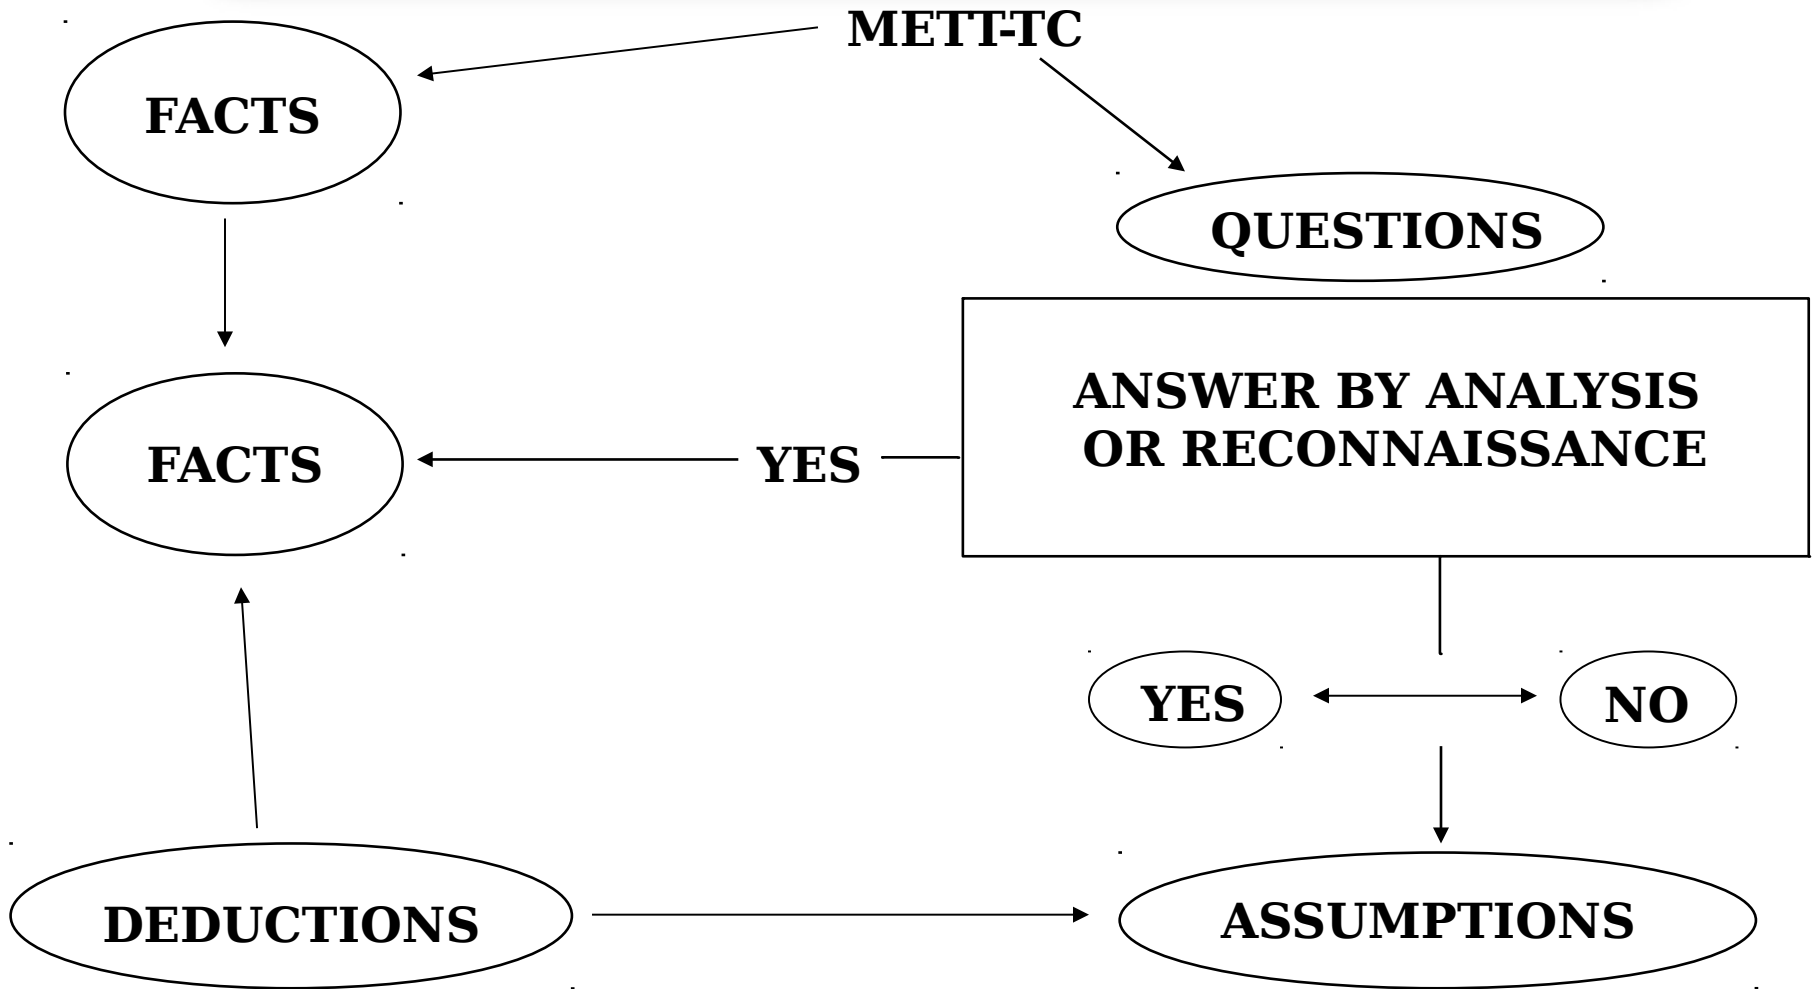 METT-TC
FACTS
QUESTIONS
ANSWER BY ANALYSIS
OR RECONNAISSANCE
FACTS
YES
YES
NO
DEDUCTIONS
ASSUMPTIONS